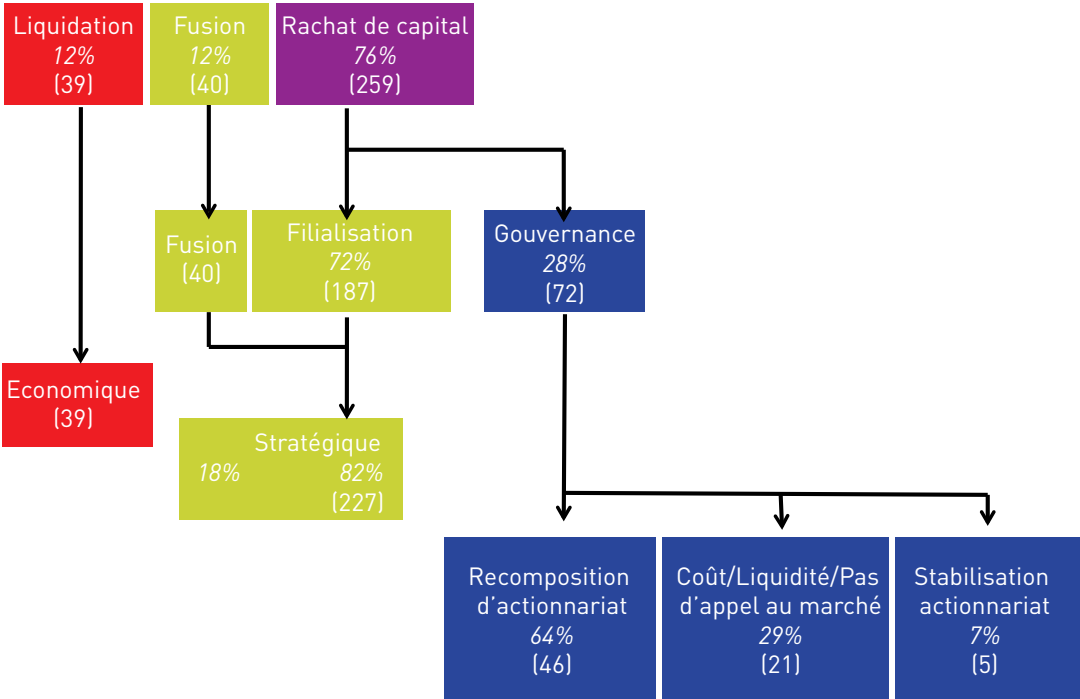 Liquidation
12%
(39)
Fusion
12%
(40)
Rachat de capital
76%
(259)
Fusion
(40)
Filialisation
72%
(187)
Gouvernance
28%
(72)
Economique
(39)
Stratégique
18% 82%
(227)
Recomposition
d'actionnariat
64%
(46)
Coût/Liquidité/Pas
d'appel au marché
29%
(21)
Stabilisation
actionnariat
7%
(5)